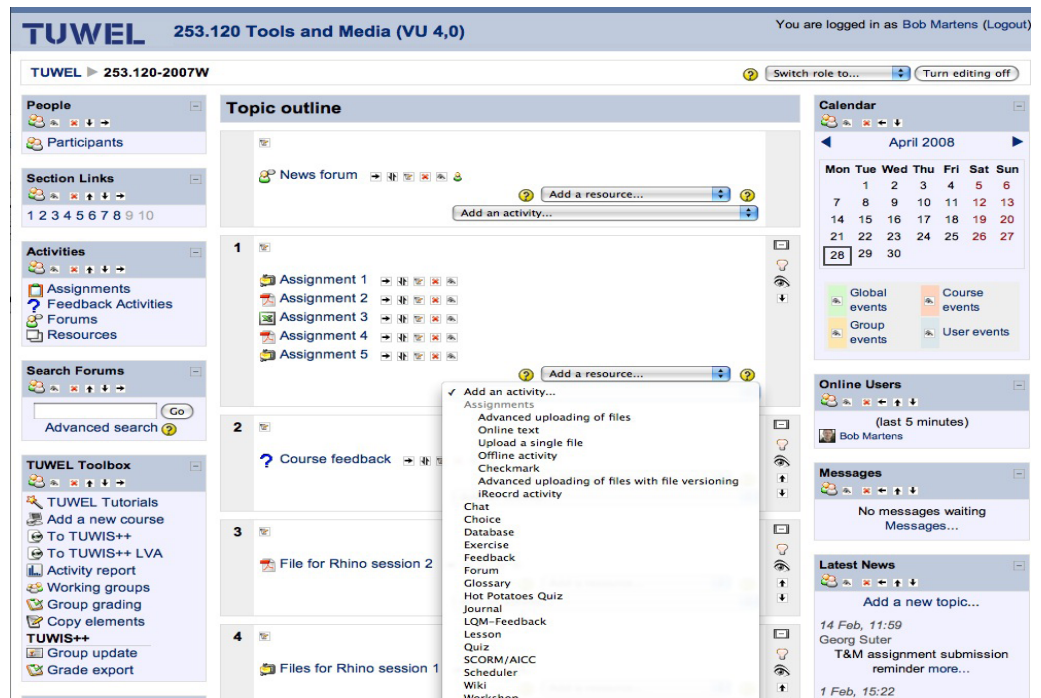 TUWEL 253.120 Tools and Media (VU 4,0)
You are logged in as Bob Martens (Logout)
TUWEL ► 253.120-2007W
Switch role to...
Turn editing off
People
Participants
Section Links
1 2 3 4 5 6 7 8 9 10
Activities
Assignments
Feedback Activities
Forums
Resources
Search Forums
Go
Advanced search
TUWEL Toolbox
TUWEL Tutorials
Add a new course
To TUWIS++
To TUWIS++ LVA
Activity report
Working groups
Group grading
Copy elements
TUWIS++
Group update
Grade export
Topic outline
News forum
Add a resource...
Add an activity...
1
Assignment 1
Assignment 2
Assignment 3
Assignment 4
Assignment 5
Add a resource...
✓ Add an activity...
Assignments
Advanced uploading of files
Online text
Upload a single file
Offline activity
Checkmark
Advanced uploading of files with file versioning
iReocrd activity
Chat
Choice
Database
Exercise
Feedback
Forum
Glossary
Hot Potatoes Quiz
Journal
LQM-Feedback
Lesson
Quiz
SCORM/AICC
Scheduler
Wiki
Workshop
2
Course feedback
3
File for Rhino session 2
4
Files for Rhino session 1
Calendar
April 2008
Mon Tue Wed Thu Fri Sat Sun
1 2 3 4 5 6
7 8 9 10 11 12 13
14 15 16 17 18 19 20
21 22 23 24 25 26 27
28 29 30
Global events
Course events
Group events
User events
Online Users
(last 5 minutes)
Bob Martens
Messages
No messages waiting
Messages...
Latest News
Add a new topic...
14 Feb, 11:59
Georg Suter
T&M assignment submission
reminder more...
1 Feb, 15:22